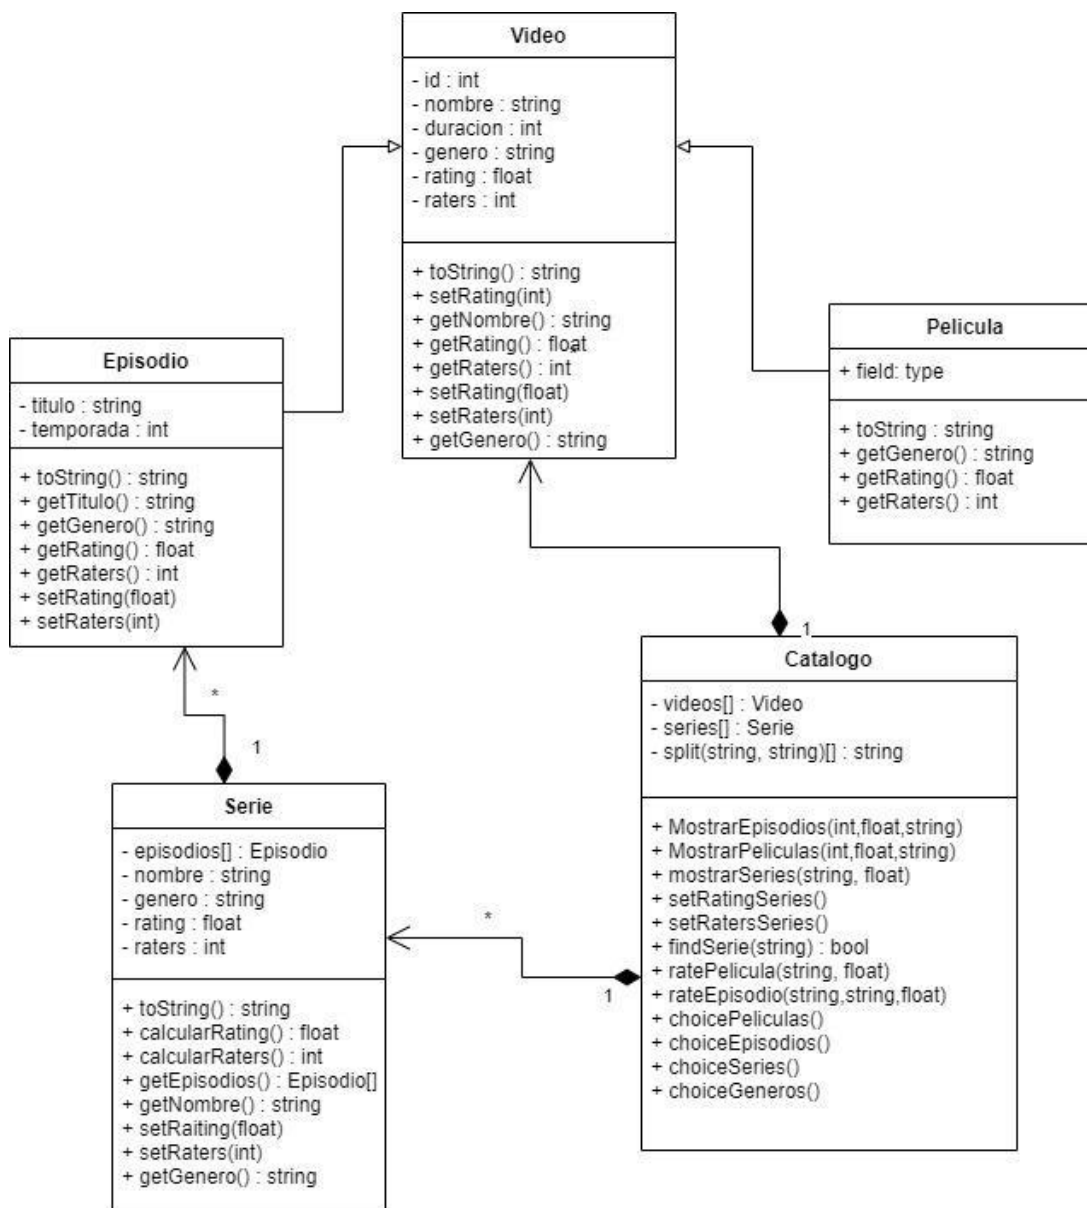 Video
- id : int
- nombre : string
- duracion : int
- genero : string
- rating : float
- raters : int
+ toString() : string
+ setRating(int)
+ getNombre() : string
+ getRating() : float
+ getRaters() : int
*
+ setRating(float)
+ setRaters(int)
+ getGenero() : string
Pelicula
+ field: type
+ toString : string
+ getGenero() : string
+ getRating() : float
+ getRaters() : int
Episodio
- titulo : string
- temporada : int
+ toString() : string
+ getTitulo() : string
+ getGenero() : string
+ getRating() : float
+ getRaters() : int
+ setRating(float)
+ setRaters(int)
*
1
1
Catalogo
- videos[] : Video
- series[] : Serie
- split(string, string)[] : string
+ MostrarEpisodios(int,float,string)
+ MostrarPeliculas(int,float,string)
+ mostrarSeries(string, float)
+ setRatingSeries()
+ setRatersSeries()
+ findSerie(string) : bool
+ ratePelicula(string, float)
+ rateEpisodio(string,string,float)
+ choicePeliculas()
+ choiceEpisodios()
+ choiceSeries()
+ choiceGeneros()
*
1
Serie
- episodios[] : Episodio
- nombre : string
- genero : string
- rating : float
- raters : int
+ toString() : string
+ calcularRating() : float
+ calcularRaters() : int
+ getEpisodios() : Episodio[]
+ getNombre() : string
+ setRaiting(float)
+ setRaters(int)
+ getGenero() : string